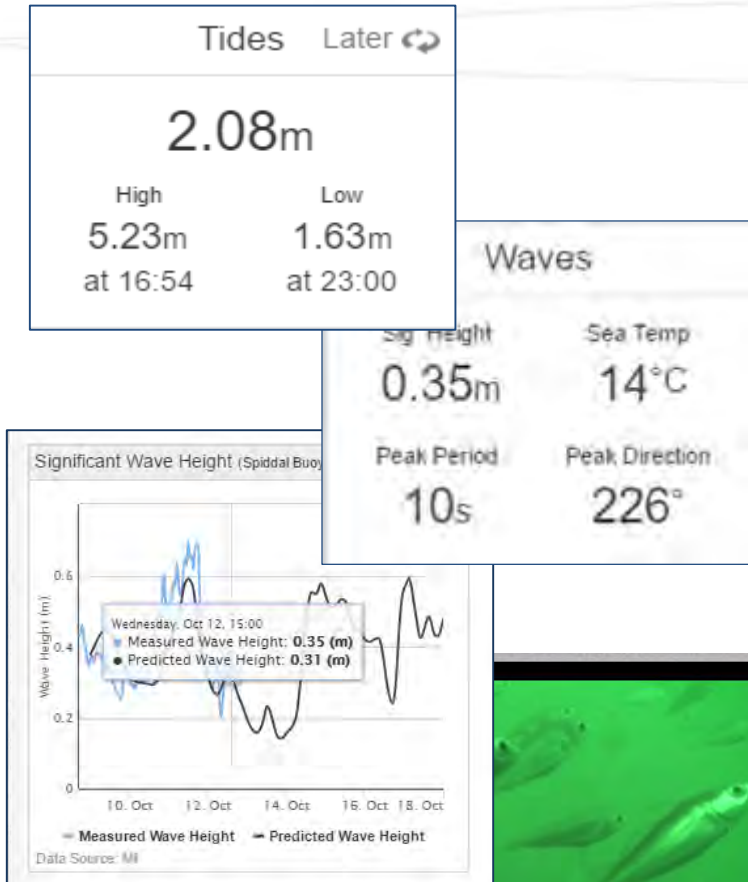 Tides Later
2.08m
High Low
5.23m 1.63m
at 16:54 at 23:00
Waves
Sig Height Sea Temp
0.35m 14°C
Peak Period Peak Direction
10s 226°
Significant Wave Height (Spiddal Buoy
Wave Height (m)
0.6
0.4
0.2
0
Wednesday, Oct 12, 15:00
Measured Wave Height: 0.35 (m)
Predicted Wave Height: 0.31 (m)
10. Oct 12. Oct 14. Oct 16. Oct 18. Oct
Measured Wave Height Predicted Wave Height
Data Source: MI